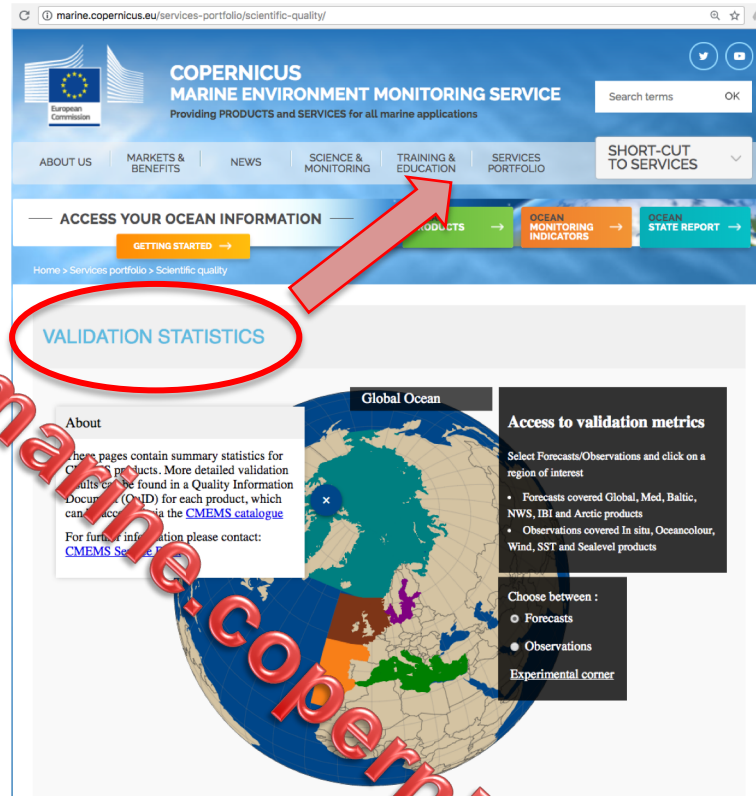 marine.copernicus.eu/services-portfolio/scientific-quality/
European
Commission
COPERNICUS
MARINE ENVIRONMENT MONITORING SERVICE
Providing PRODUCTS and SERVICES for all marine applications
Search terms OK
ABOUT US
MARKETS &
BENEFITS
NEWS
SCIENCE &
MONITORING
TRAINING &
EDUCATION
SERVICES
PORTFOLIO
SHORT-CUT
TO SERVICES
ACCESS YOUR OCEAN INFORMATION
GETTING STARTED →
→
OCEAN
MONITORING
INDICATORS →
OCEAN
STATE REPORT →
Home > Services portfolio > Scientific quality
VALIDATION STATISTICS
Global Ocean
About
These pages contain summary statistics for
products. More detailed validation
can be found in a Quality Information
for each product, which
via the CMEMS catalogue
For further information please contact:
CMEMS
×
Access to validation metrics
Select Forecasts/Observations and click on a
region of interest
• Forecasts covered Global, Med, Baltic,
NWS, IBI and Arctic products
• Observations covered In situ, Oceancolour,
Wind, SST and Sealevel products
Choose between :
Forecasts
Observations
Experimental corner
marine.copern